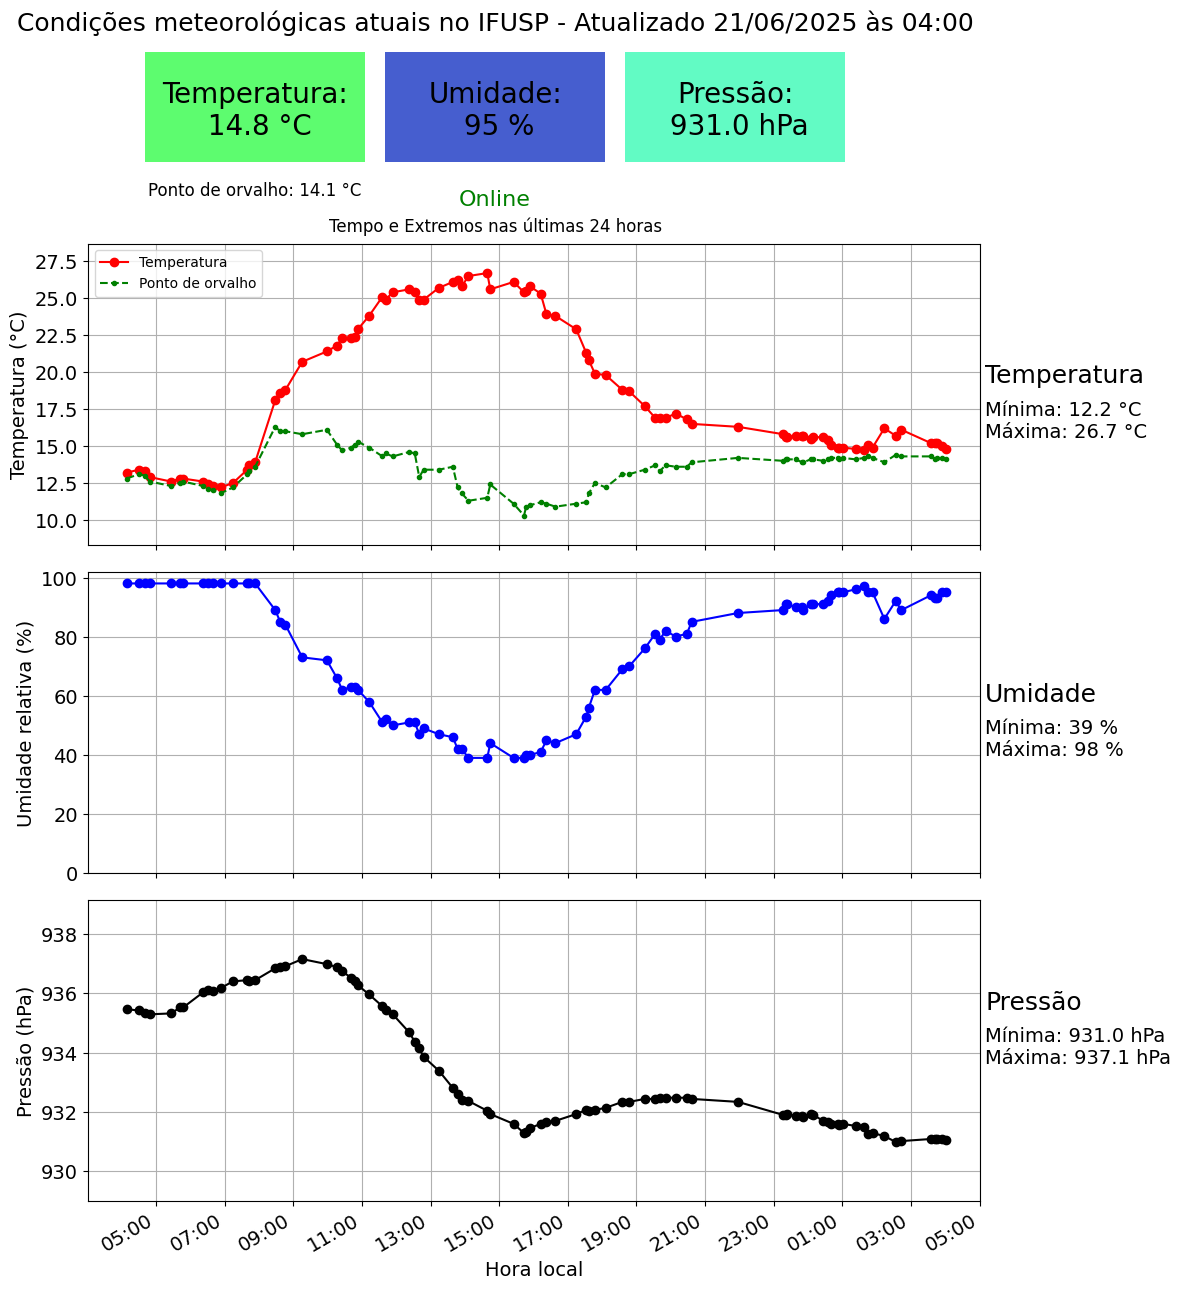 Condições meteorológicas atuais no IFUSP - Atualizado 21/06/2025 às 04:00
Temperatura:
14.8 °C
Umidade:
95 %
Pressão:
931.0 hPa
Ponto de orvalho: 14.1 °C
Online
Tempo e Extremos nas últimas 24 horas
Temperatura
Ponto de orvalho
27.5
25.0
22.5
20.0
17.5
15.0
12.5
10.0
Temperatura (°C)
Temperatura
Mínima: 12.2 °C
Máxima: 26.7 °C
100
80
60
40
20
0
Umidade relativa (%)
Umidade
Mínima: 39 %
Máxima: 98 %
938
936
934
932
930
Pressão (hPa)
Pressão
Mínima: 931.0 hPa
Máxima: 937.1 hPa
05:00
07:00
09:00
11:00
13:00
15:00
17:00
19:00
21:00
23:00
01:00
03:00
05:00
Hora local